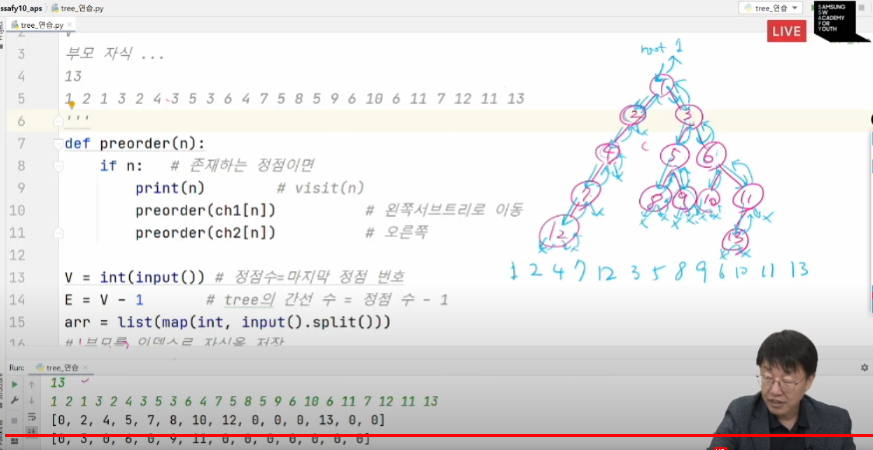 ssafy10_aps
tree_연습.py
tree_연습
tree_연습.py
LIVE
SAMSUNG
SW
ACADEMY
FOR
YOUTH
3 부모 자식 ...
4 13
5 1 2 1 3 2 4 3 5 3 6 4 7 5 8 5 9 6 10 6 11 7 12 11 13
6 '''
7 def preorder(n):
8 if n: # 존재하는 정점이면
9 print(n) # visit(n)
10 preorder(ch1[n]) # 왼쪽서브트리로 이동
11 preorder(ch2[n]) # 오른쪽
12
13 V = int(input()) # 정점수=마지막 정점 번호
14 E = V - 1 # tree의 간선 수 = 정점 수 - 1
15 arr = list(map(int, input().split()))
16 # 부모를 인덱스로 자식을 저장
root 1
1
2 3
4 5 6
7 8 9 10 11
12 13
1 2 4 7 12 3 5 8 9 6 10 11 13
Run: tree_연습
13
1 2 1 3 2 4 3 5 3 6 4 7 5 8 5 9 6 10 6 11 7 12 11 13
[0, 2, 4, 5, 7, 8, 10, 12, 0, 0, 0, 13, 0, 0]
[0, 3, 0, 6, 0, 9, 11, 0, 0, 0, 0, 0, 0, 0]